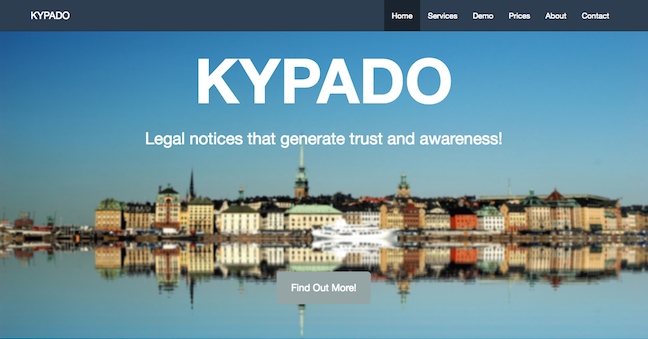 KYPADO
Home Services Demo Prices About Contact
KYPADO
Legal notices that generate trust and awareness!
Find Out More!